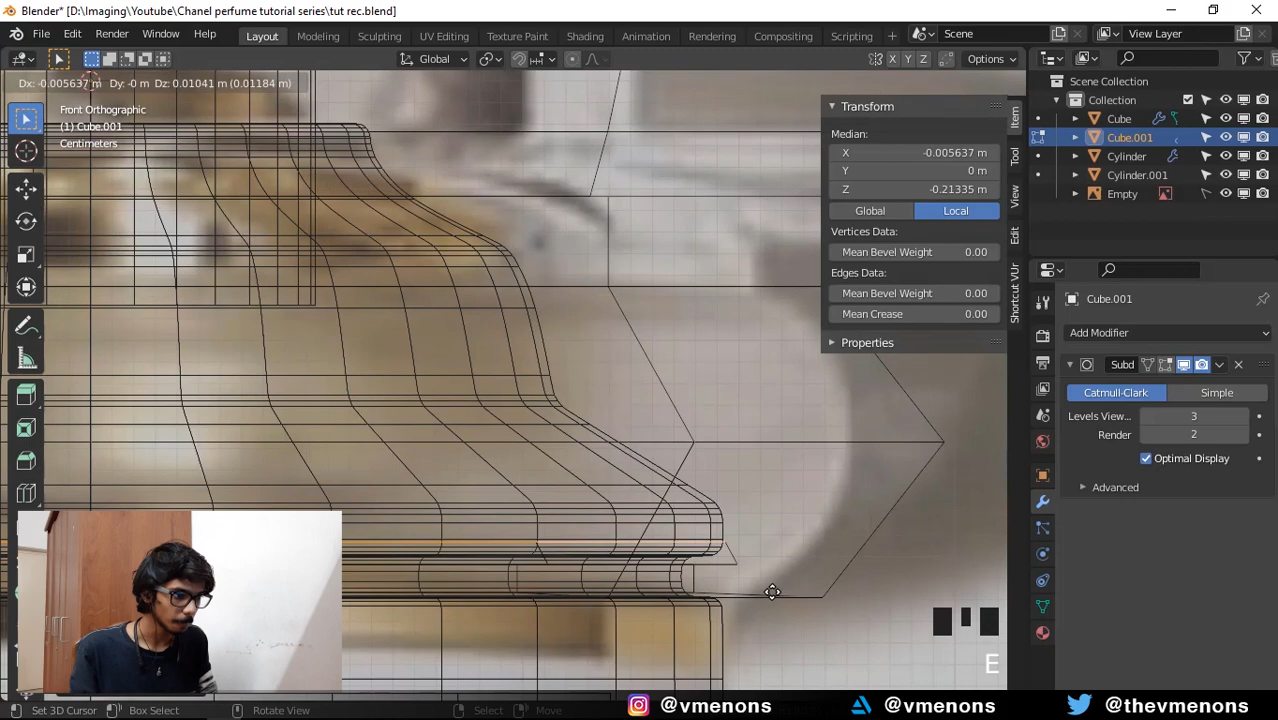 Blender* [D:\Imaging\Youtube\Chanel perfume tutorial series\tut rec.blend]
File Edit Render Window Help Layout Modeling Sculpting UV Editing Texture Paint Shading Animation Rendering Compositing Scripting Scene View Layer
Global X Y Z Options
Dx: -0.005637 m Dy: -0 m Dz: 0.01041 m (0.01184 m)
Front Orthographic
(1) Cube.001
Centimeters
Transform
Median:
X -0.005637 m
Y 0 m
Z -0.21335 m
Global Local
Vertices Data:
Mean Bevel Weight 0.00
Edges Data:
Mean Bevel Weight 0.00
Mean Crease 0.00
Properties
Item
Tool
View
Edit
Shortcut VUr
Scene Collection
Collection
Cube
Cube.001
Cylinder
Cylinder.001
Empty
Cube.001
Add Modifier
Subd
Catmull-Clark Simple
Levels View... 3
Render 2
Optimal Display
Advanced
E
@vmenons @vmenons @thevmenons
Set 3D Cursor Box Select Rotate View Select Move